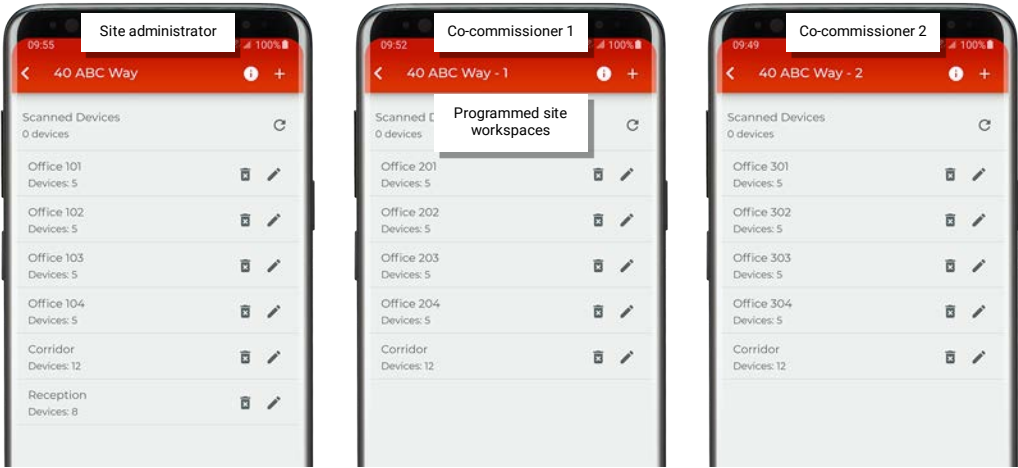 Site administrator
09:55
100%
40 ABC Way
Scanned Devices
0 devices
Office 101
Devices: 5
Office 102
Devices: 5
Office 103
Devices: 5
Office 104
Devices: 5
Corridor
Devices: 12
Reception
Devices: 8
Co-commissioner 1
09:52
100%
40 ABC Way - 1
Programmed site
workspaces
Scanned
0 devices
Office 201
Devices: 5
Office 202
Devices: 5
Office 203
Devices: 5
Office 204
Devices: 5
Corridor
Devices: 12
Co-commissioner 2
09:49
100%
40 ABC Way - 2
Scanned Devices
0 devices
Office 301
Devices: 5
Office 302
Devices: 5
Office 303
Devices: 5
Office 304
Devices: 5
Corridor
Devices: 12